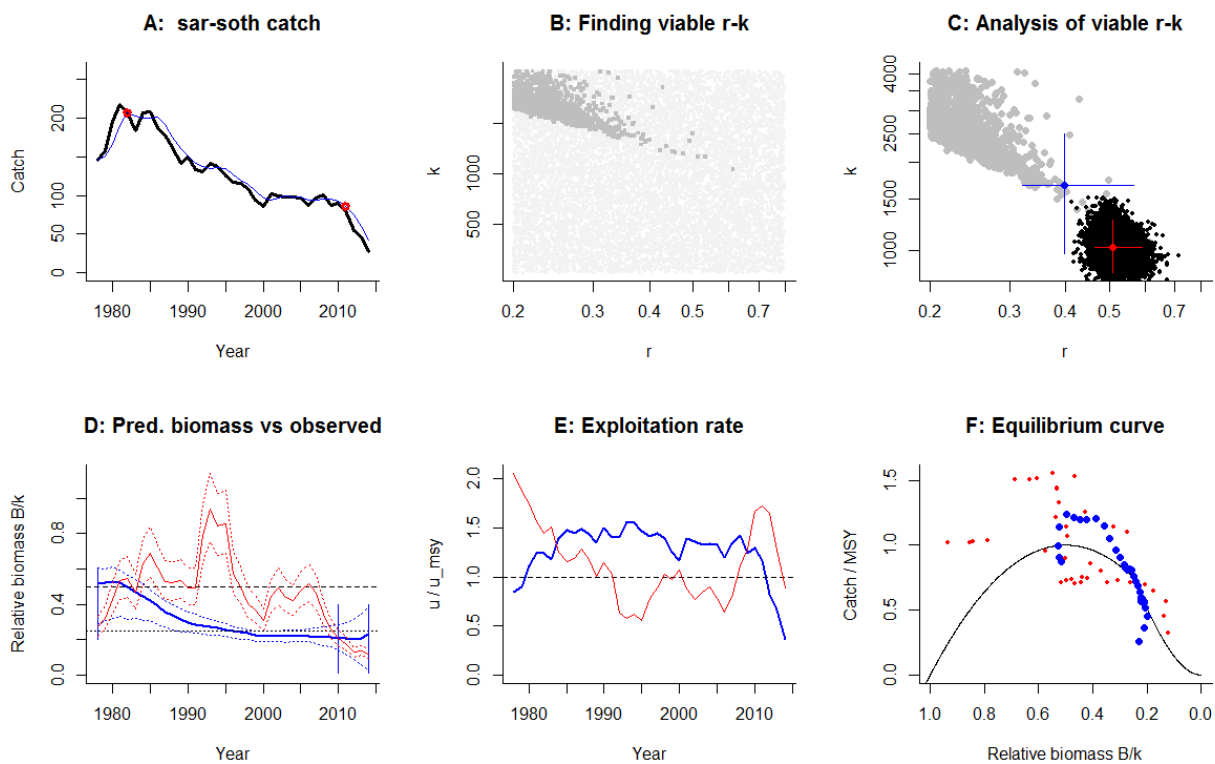 A:  sar-soth catch
Catch
200
100
50
0
1980
1990
2000
2010
Year
B: Finding viable r-k
k
1000
500
0.2
0.3
0.4
0.5
0.7
r
C: Analysis of viable r-k
k
4000
2500
1500
1000
0.2
0.3
0.4
0.5
0.7
r
D: Pred. biomass vs observed
Relative biomass B/k
0.8
0.4
0.0
1980
1990
2000
2010
Year
E: Exploitation rate
u / u_msy
2.0
1.5
1.0
0.5
0.0
1980
1990
2000
2010
Year
F: Equilibrium curve
Catch / MSY
1.5
1.0
0.5
0.0
1.0
0.8
0.6
0.4
0.2
0.0
Relative biomass B/k